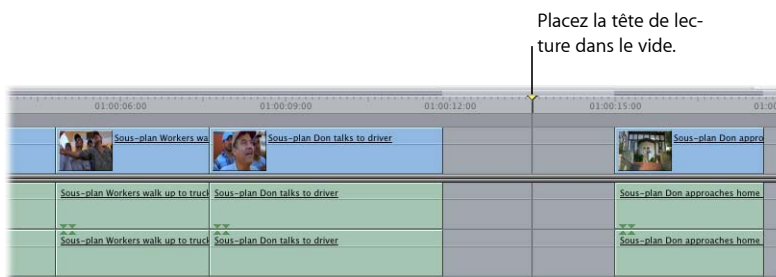 Placez la tête de lec-
ture dans le vide.
01:00:06:00 01:00:09:00 01:00:12:00 01:00:15:00 01:00
Sous-plan Workers wa Sous-plan Don talks to driver Sous-plan Don appro
Sous-plan Workers walk up to truck Sous-plan Don talks to driver Sous-plan Don approaches home
Sous-plan Workers walk up to truck Sous-plan Don talks to driver Sous-plan Don approaches home